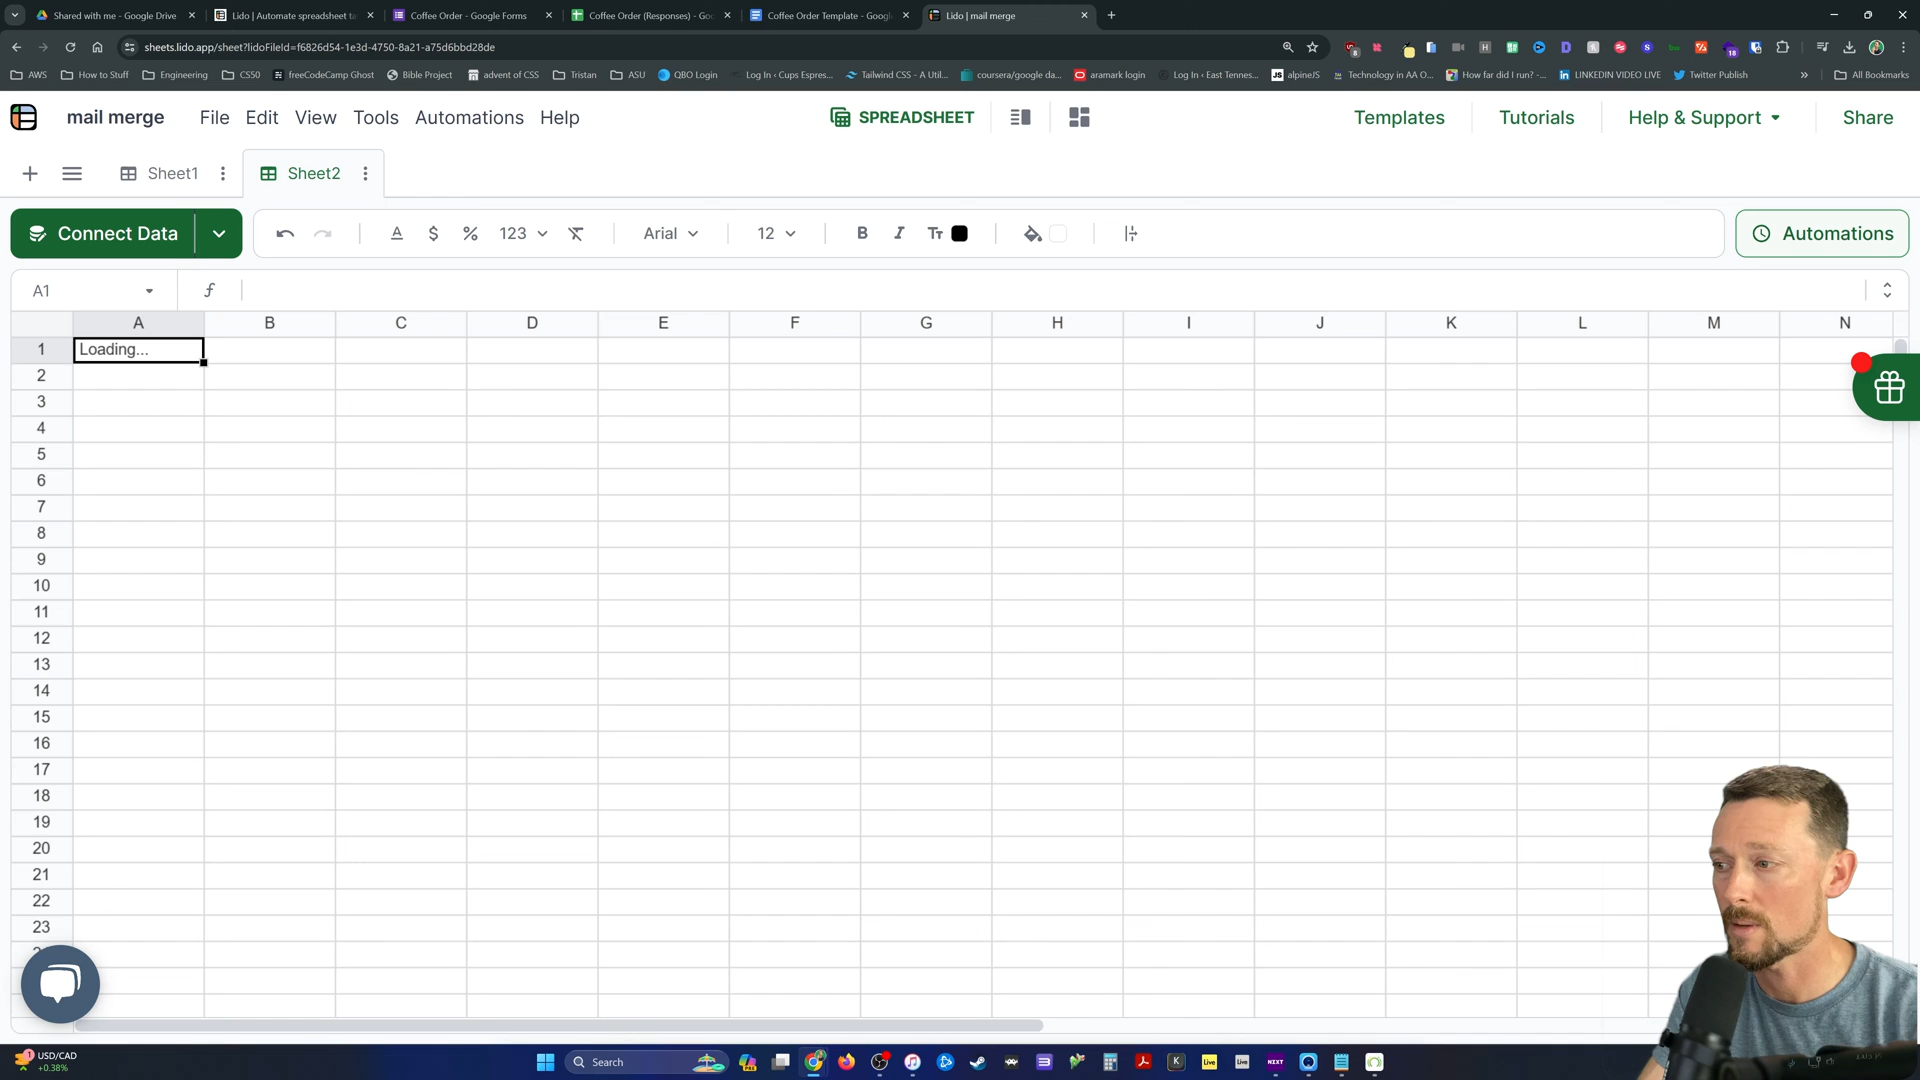 Shared with me - Google Drive
Lido | Automate spreadsheet ta
Coffee Order - Google Forms
Coffee Order (Responses) - Goo
Coffee Order Template - Google
Lido | mail merge
sheets.lido.app/sheet?lidoFileId=f6826d54-1e3d-4750-8a21-a75d6bbd28de
AWS
How to Stuff
Engineering
CS50
freeCodeCamp Ghost
Bible Project
advent of CSS
Tristan
ASU
QBO Login
Log In ‹ Cups Espres...
Tailwind CSS - A Util...
coursera/google da...
aramark login
Log In ‹ East Tennes...
alpineJS
Technology in AA O...
How far did I run? -...
LINKEDIN VIDEO LIVE
Twitter Publish
All Bookmarks
mail merge
File Edit View Tools Automations Help
SPREADSHEET
Templates
Tutorials
Help & Support
Share
Sheet1
Sheet2
Connect Data
A $ % 123
Arial
12
B I Tt
Automations
A1
f
A B C D E F G H I J K L M N
1 Loading...
2
3
4
5
6
7
8
9
10
11
12
13
14
15
16
17
18
19
20
21
22
23
USD/CAD
+0.38%
Search